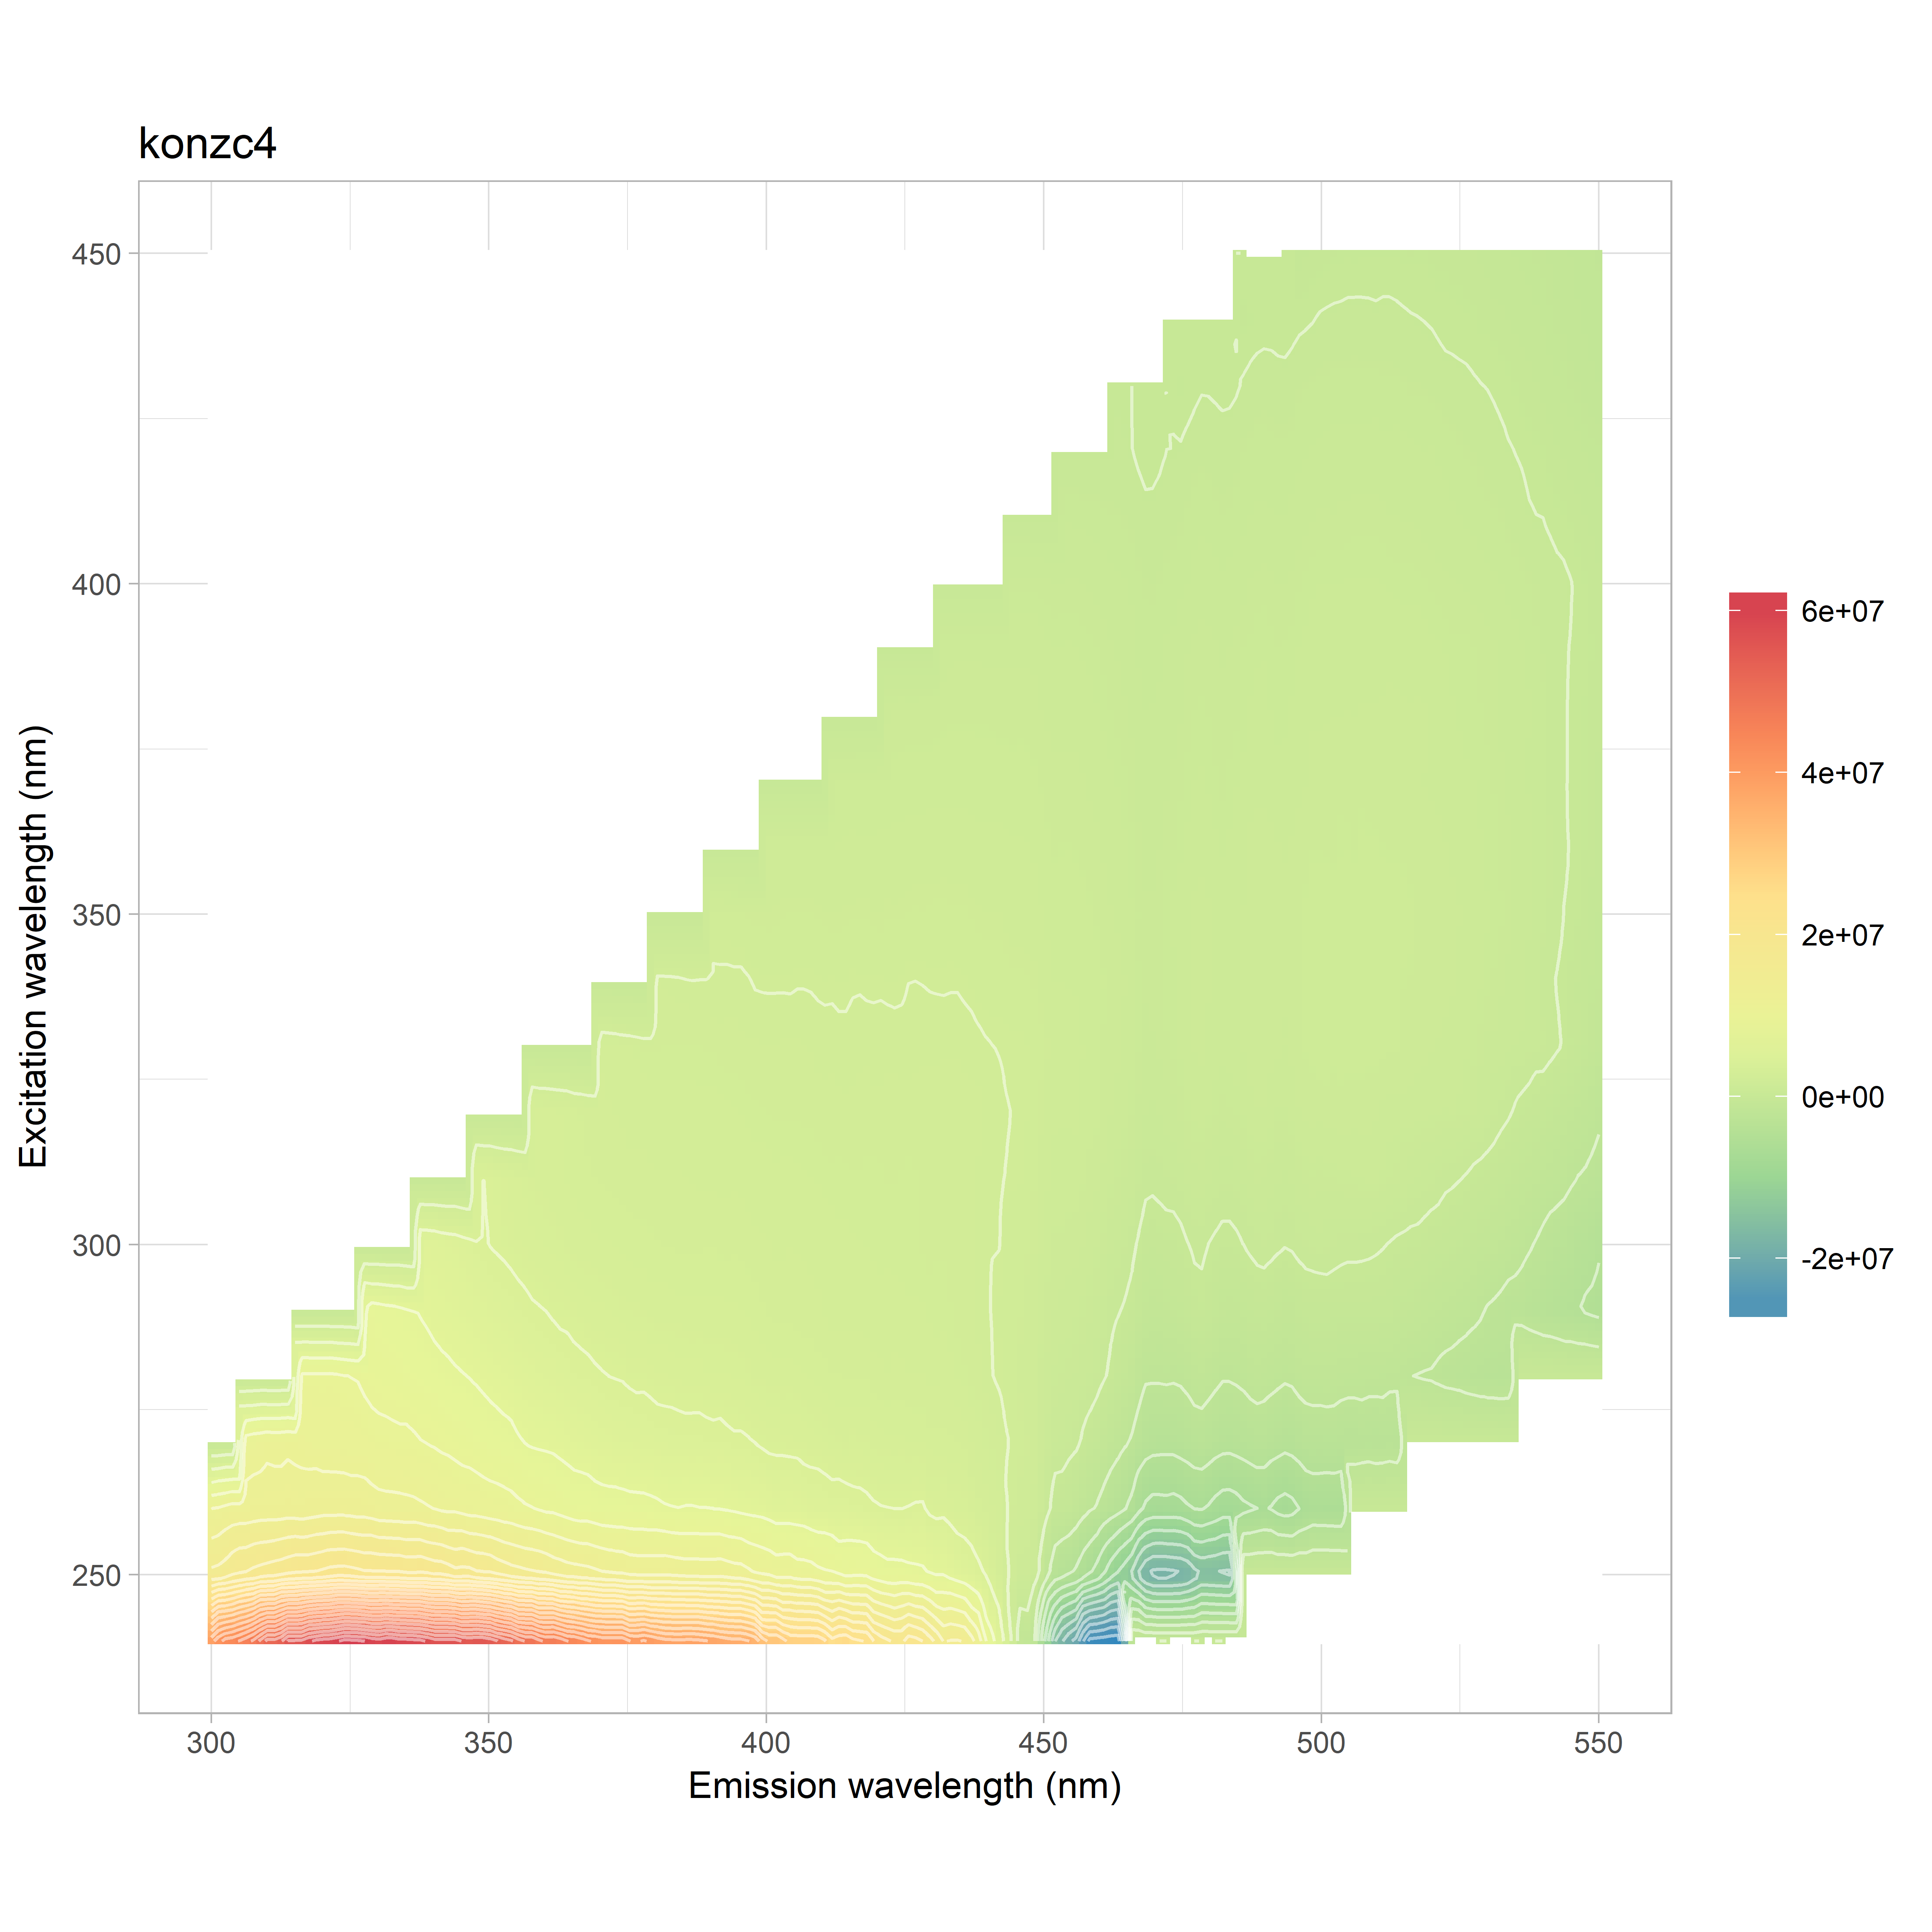 konzc4
450
400
350
300
250
Excitation wavelength (nm)
300 350 400 450 500 550
Emission wavelength (nm)
6e+07
4e+07
2e+07
0e+00
-2e+07